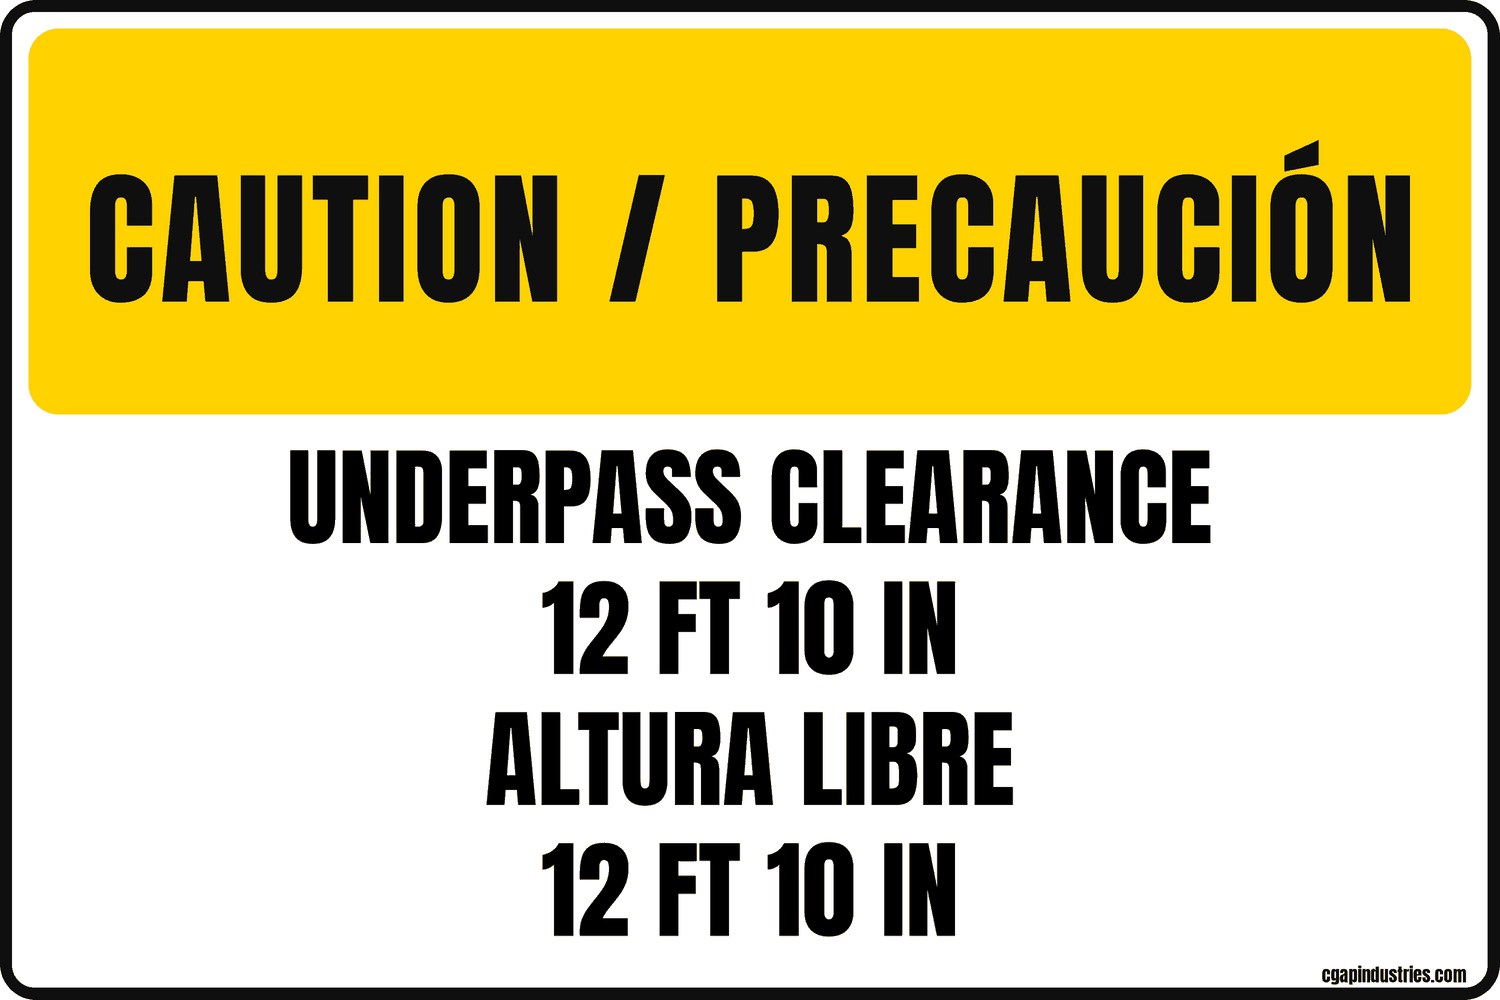 CAUTION / PRECAUCIÓN
UNDERPASS CLEARANCE
12 FT 10 IN
ALTURA LIBRE
12 FT 10 IN
cgapindustries.com